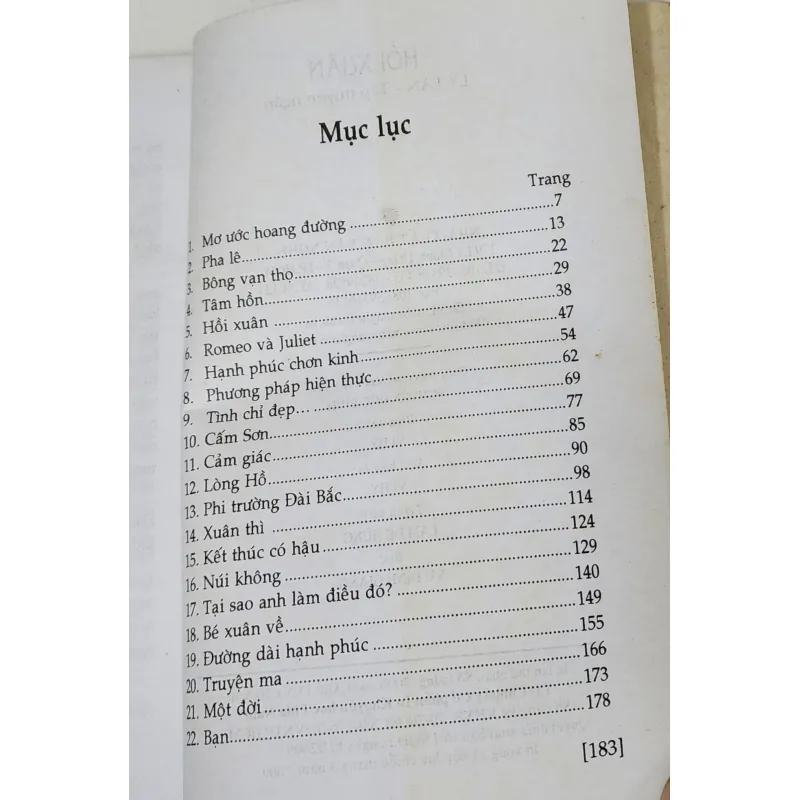 Mục lục
Trang
1. Mơ ước hoang đường ........ 7
2. Pha lê ........ 13
3. Bông vạn thọ ........ 22
4. Tâm hồn ........ 29
5. Hồi xuân ........ 38
6. Romeo và Juliet ........ 47
7. Hạnh phúc chơn kinh ........ 54
8. Phương pháp hiện thực ........ 62
9. Tình chỉ đẹp… ........ 69
10. Cấm Sơn ........ 77
11. Cảm giác ........ 85
12. Lòng Hồ ........ 90
13. Phi trường Đài Bắc ........ 98
14. Xuân thì ........ 114
15. Kết thúc có hậu ........ 124
16. Núi không ........ 129
17. Tại sao anh làm điều đó? ........ 140
18. Bé xuân về ........ 149
19. Đường dài hạnh phúc ........ 155
20. Truyện ma ........ 166
21. Một đời ........ 173
22. Bạn ........ 178
[183]